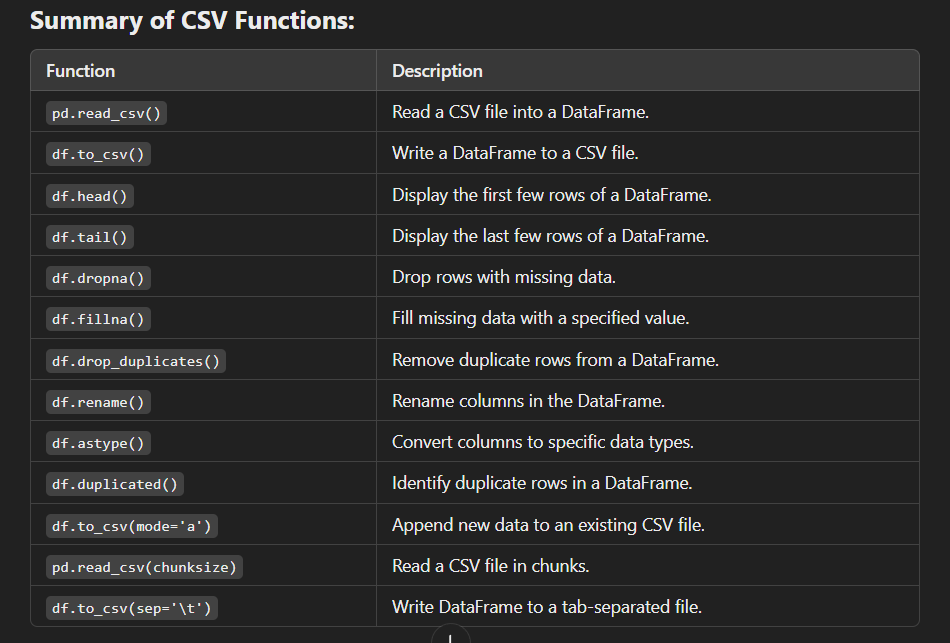 Summary of CSV Functions:
Function Description
pd.read_csv() Read a CSV file into a DataFrame.
df.to_csv() Write a DataFrame to a CSV file.
df.head() Display the first few rows of a DataFrame.
df.tail() Display the last few rows of a DataFrame.
df.dropna() Drop rows with missing data.
df.fillna() Fill missing data with a specified value.
df.drop_duplicates() Remove duplicate rows from a DataFrame.
df.rename() Rename columns in the DataFrame.
df.astype() Convert columns to specific data types.
df.duplicated() Identify duplicate rows in a DataFrame.
df.to_csv(mode='a') Append new data to an existing CSV file.
pd.read_csv(chunksize) Read a CSV file in chunks.
df.to_csv(sep='\t') Write DataFrame to a tab-separated file.